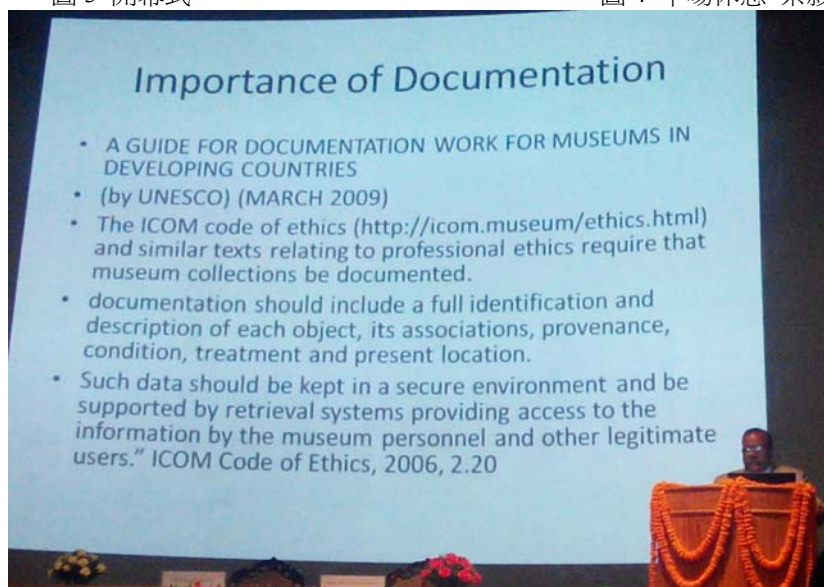 Importance of Documentation
• A GUIDE FOR DOCUMENTATION WORK FOR MUSEUMS IN
DEVELOPING COUNTRIES
• (by UNESCO) (MARCH 2009)
• The ICOM code of ethics (http://icom.museum/ethics.html)
and similar texts relating to professional ethics require that
museum collections be documented.
• documentation should include a full identification and
description of each object, its associations, provenance,
condition, treatment and present location.
• Such data should be kept in a secure environment and be
supported by retrieval systems providing access to the
information by the museum personnel and other legitimate
users.” ICOM Code of Ethics, 2006, 2.20